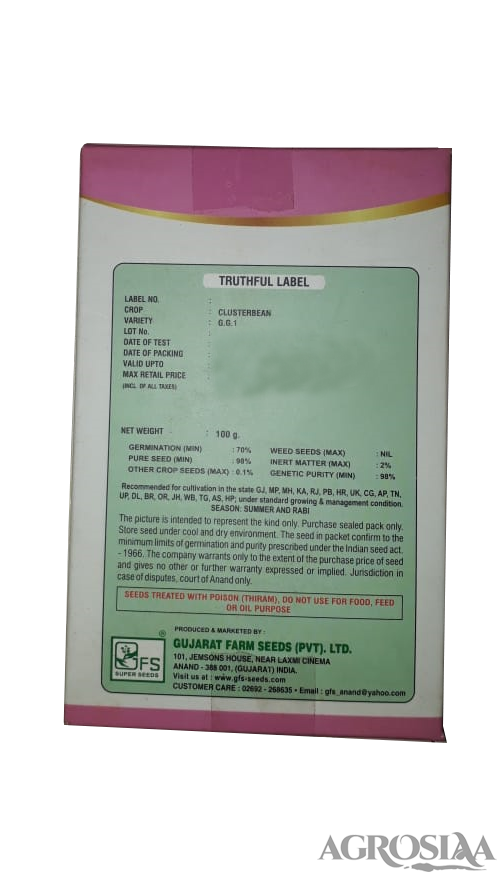 TRUTHFUL LABEL
LABEL NO. :
CROP : CLUSTERBEAN
VARIETY : G.G.1
LOT No. :
DATE OF TEST :
DATE OF PACKING :
VALID UPTO :
MAX RETAIL PRICE :
(INCL. OF ALL TAXES)
NET WEIGHT - : 100 g.
GERMINATION (MIN) : 70% WEED SEEDS (MAX) : NIL
PURE SEED (MIN) : 98% INERT MATTER (MAX) : 2%
OTHER CROP SEEDS (MAX) : 0.1% GENETIC PURITY (MIN) : 98%
Recommended for cultivation in the state GJ, MP, MH, KA, RJ, PB, HR, UK, CG, AP, TN,
UP, DL, BR, OR, JH, WB, TG, AS, HP; under standard growing & management condition.
SEASON: SUMMER AND RABI
The picture is intended to represent the kind only. Purchase sealed pack only.
Store seed under cool and dry environment. The seed in packet confirm to the
minimum limits of germination and purity prescribed under the Indian seed act.
- 1966. The company warrants only to the extent of the purchase price of seed
and gives no other or further warranty expressed or implied. Jurisdiction in
case of disputes, court of Anand only.
SEEDS TREATED WITH POISON (THIRAM), DO NOT USE FOR FOOD, FEED
OR OIL PURPOSE
PRODUCED & MARKETED BY :
®
GFS
SUPER SEEDS
GUJARAT FARM SEEDS (PVT). LTD.
101, JEMSONS HOUSE, NEAR LAXMI CINEMA
ANAND - 388 001, (GUJARAT) INDIA.
Visit us at : www.gfs-seeds.com
CUSTOMER CARE : 02692 - 268635 • Email : gfs_anand@yahoo.com
AGROSIAA